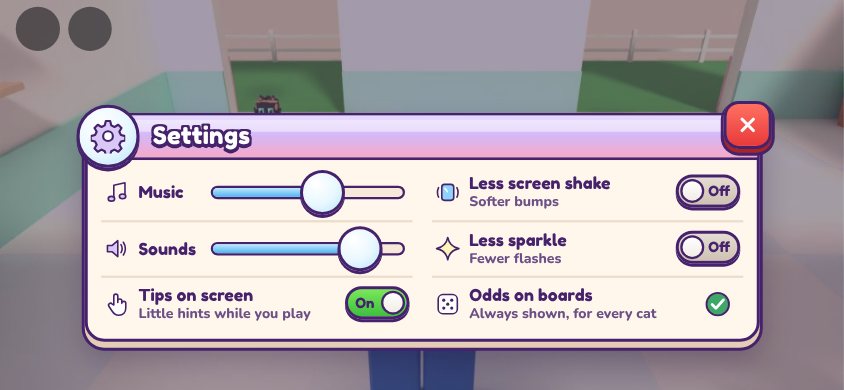 Settings
Music
Sounds
Tips on screen
Little hints while you play
On
Less screen shake
Softer bumps
Off
Less sparkle
Fewer flashes
Off
Odds on boards
Always shown, for every cat